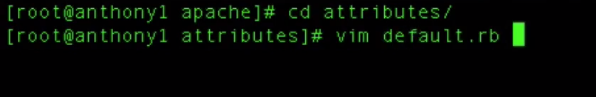 [root@anthony1 apache]# cd attributes/
[root@anthony1 attributes]# vim default.rb